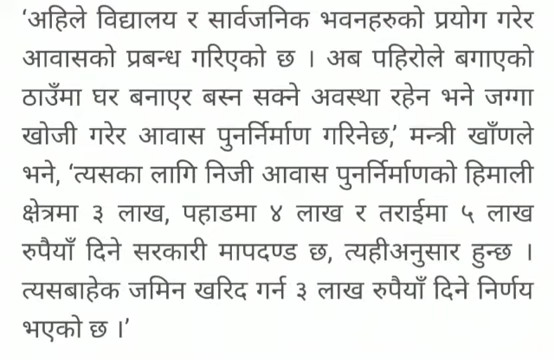 ‘अहिले विद्यालय र सार्वजनिक भवनहरुको प्रयोग गरेर
आवासको प्रबन्ध गरिएको छ । अब पहिरोले बगाएको
ठाउँमा घर बनाएर बस्न सक्ने अवस्था रहेन भने जग्गा
खोजी गरेर आवास पुनर्निर्माण गरिनेछ,’ मन्त्री खाँणले
भने, ‘त्यसका लागि निजी आवास पुनर्निर्माणको हिमाली
क्षेत्रमा ३ लाख, पहाडमा ४ लाख र तराईमा ५ लाख
रुपैयाँ दिने सरकारी मापदण्ड छ, त्यहीअनुसार हुन्छ ।
त्यसबाहेक जमिन खरिद गर्न ३ लाख रुपैयाँ दिने निर्णय
भएको छ ।’